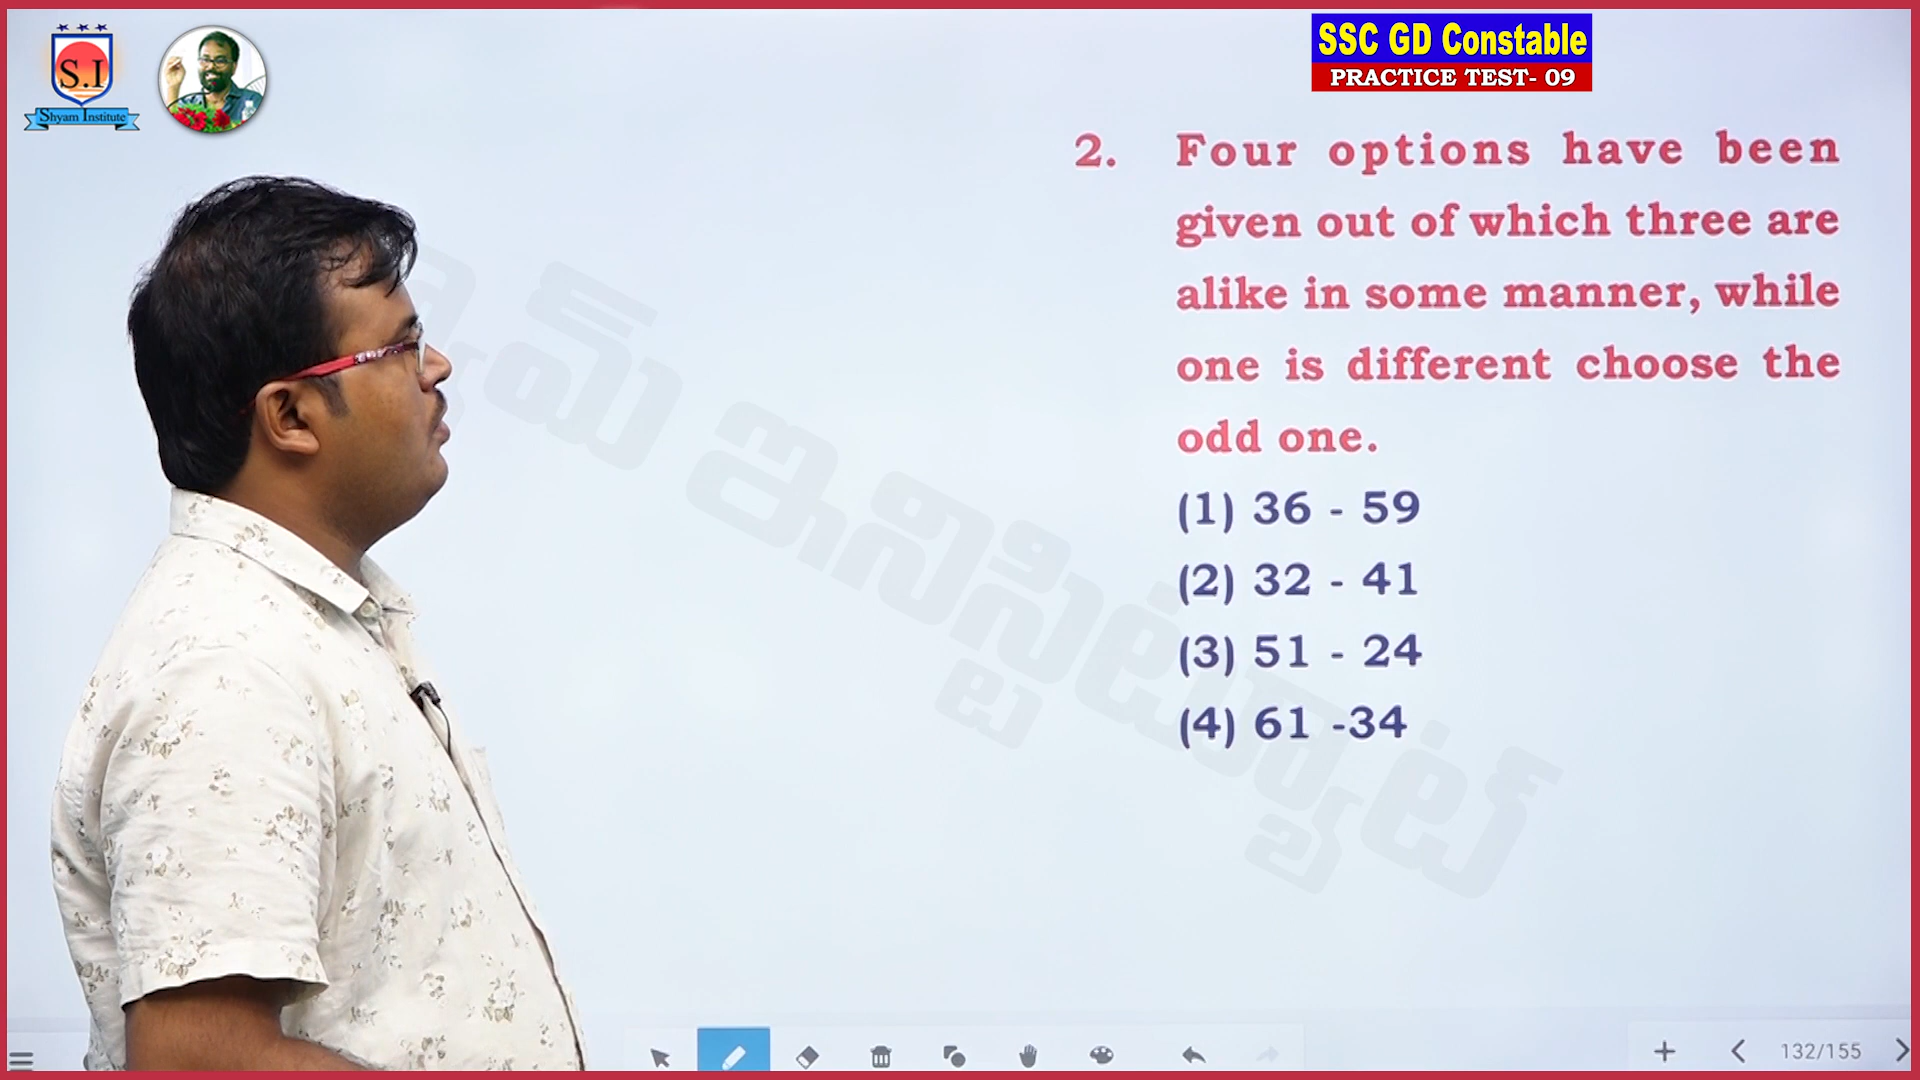 S.I
Shyam Institute
SSC GD Constable
PRACTICE TEST- 09
2. Four options have been
given out of which three are
alike in some manner, while
one is different choose the
odd one.
(1) 36 - 59
(2) 32 - 41
(3) 51 - 24
(4) 61 -34
శ్యామ్ ఇన్‌స్టిట్యూట్
132/155